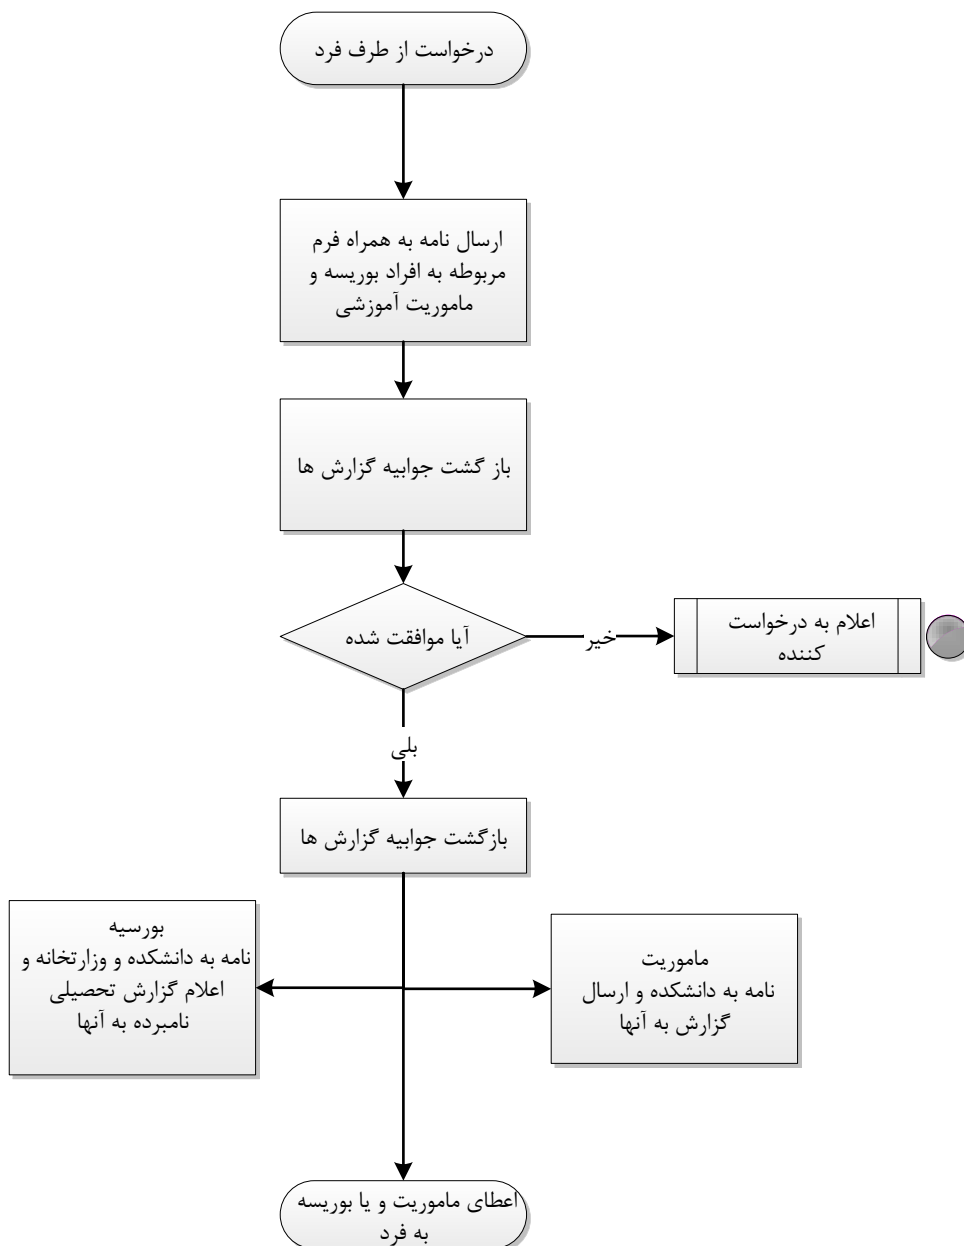 درخواست از طرف فرد
ارسال نامه به همراه فرم
مربوطه به افراد بوریسه و
ماموریت آموزشی
باز گشت جوابیه گزارش ها
آیا موافقت شده
خیر
اعلام به درخواست
کننده
بلی
بازگشت جوابیه گزارش ها
ماموریت
نامه به دانشکده و ارسال
گزارش به آنها
بورسیه
نامه به دانشکده و وزارتخانه و
اعلام گزارش تحصیلی
نامبرده به آنها
اعطای ماموریت و یا بوریسه
به فرد